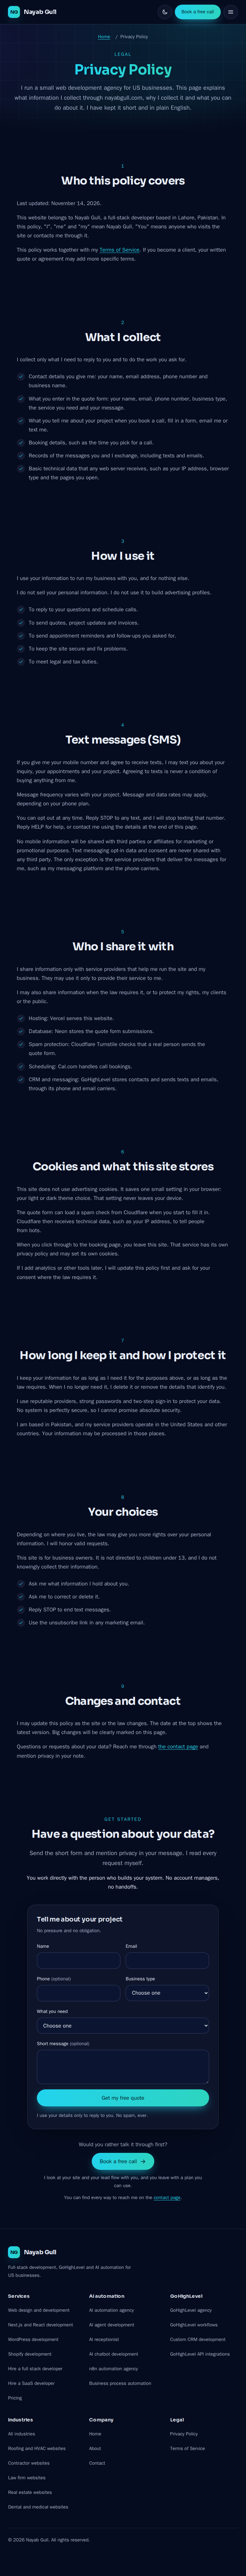 NG Nayab Gull
Book a free call
Home / Privacy Policy
LEGAL
Privacy Policy
I run a small web development agency for US businesses. This page explains
what information I collect through nayabgull.com, why I collect it and what you can
do about it. I have kept it short and in plain English.
1
Who this policy covers
Last updated: November 14, 2026.
This website belongs to Nayab Gull, a full-stack developer based in Lahore, Pakistan. In
this policy, "I", "me" and "my" mean Nayab Gull. "You" means anyone who visits the
site or contacts me through it.
This policy works together with my Terms of Service. If you become a client, your written
quote or agreement may add more specific terms.
2
What I collect
I collect only what I need to reply to you and to do the work you ask for.
Contact details you give me: your name, email address, phone number and
business name.
What you enter in the quote form: your name, email, phone number, business type,
the service you need and your message.
What you tell me about your project when you book a call, fill in a form, email me or
text me.
Booking details, such as the time you pick for a call.
Records of the messages you and I exchange, including texts and emails.
Basic technical data that any web server receives, such as your IP address, browser
type and the pages you open.
3
How I use it
I use your information to run my business with you, and for nothing else.
I do not sell your personal information. I do not use it to build advertising profiles.
To reply to your questions and schedule calls.
To send quotes, project updates and invoices.
To send appointment reminders and follow ups you asked for.
To keep the site secure and fix problems.
To meet legal and tax duties.
4
Text messages (SMS)
If you give me your mobile number and agree to receive texts, I may text you about your
inquiry, your appointments and your project. Agreeing to texts is never a condition of
buying anything from me.
Message frequency varies with your project. Message and data rates may apply,
depending on your phone plan.
You can opt out at any time. Reply STOP to any text, and I will stop texting that number.
Reply HELP for help, or contact me using the details at the end of this page.
No mobile information will be shared with third parties or affiliates for marketing or
promotional purposes. Text messaging opt in data and consent are never shared with
any third party. The only exception is the service providers that deliver the messages for
me, such as my messaging platform and the phone carriers.
5
Who I share it with
I share information only with service providers that help me run the site and my
business. They may use it only to provide their service to me.
I may also share information when the law requires it, or to protect my rights, my clients
or the public.
Hosting: Vercel serves this website.
Database: Neon stores the quote form submissions.
Spam protection: Cloudflare Turnstile checks that a real person sends the
quote form.
Scheduling: Cal.com handles call bookings.
CRM and messaging: GoHighLevel stores contacts and sends texts and emails,
through its phone and email carriers.
6
Cookies and what this site stores
This site does not use advertising cookies. It saves one small setting in your browser:
your light or dark theme choice. That setting never leaves your device.
The quote form can load a spam check from Cloudflare when you start to fill it in.
Cloudflare then receives technical data, such as your IP address, to tell people
from bots.
When you click through to the booking page, you leave this site. That service has its own
privacy policy and may set its own cookies.
If I add analytics or other tools later, I will update this policy first and ask for your
consent where the law requires it.
7
How long I keep it and how I protect it
I keep your information for as long as I need it for the purposes above, or as long as the
law requires. When I no longer need it, I delete it or remove the details that identify you.
I use reputable providers, strong passwords and two-step sign-in to protect your data.
No system is perfectly secure, so I cannot promise absolute security.
I am based in Pakistan, and my service providers operate in the United States and other
countries. Your information may be processed in those places.
8
Your choices
Depending on where you live, the law may give you more rights over your personal
information. I will honor valid requests.
This site is for business owners. It is not directed to children under 13, and I do not
knowingly collect their information.
Ask me what information I hold about you.
Ask me to correct or delete it.
Reply STOP to end text messages.
Use the unsubscribe link in any marketing email.
9
Changes and contact
I may update this policy as the site or the law changes. The date at the top shows the
latest version. Big changes will be clearly marked on this page.
Questions or requests about your data? Reach me through the contact page and
mention privacy in your note.
GET STARTED
Have a question about your data?
Send the short form and mention privacy in your message. I read every
request myself.
You work directly with the person who builds your system. No account managers,
no handoffs.
Tell me about your project
No pressure and no obligation.
Name
Email
Phone (optional)
Business type
Choose one
What you need
Choose one
Short message (optional)
Get my free quote
I use your details only to reply to you. No spam, ever.
Would you rather talk it through first?
Book a free call →
I look at your site and your lead flow with you, and you leave with a plan you
can use.
You can find every way to reach me on the contact page.
NG Nayab Gull
Full-stack development, GoHighLevel and AI automation for
US businesses.
Services
Web design and development
Next.js and React development
WordPress development
Shopify development
Hire a full stack developer
Hire a SaaS developer
Pricing
AI automation
AI automation agency
AI agent development
AI receptionist
AI chatbot development
n8n automation agency
Business process automation
GoHighLevel
GoHighLevel agency
GoHighLevel workflows
Custom CRM development
GoHighLevel API integrations
Industries
All industries
Roofing and HVAC websites
Contractor websites
Law firm websites
Real estate websites
Dental and medical websites
Company
Home
About
Contact
Legal
Privacy Policy
Terms of Service
© 2026 Nayab Gull. All rights reserved.